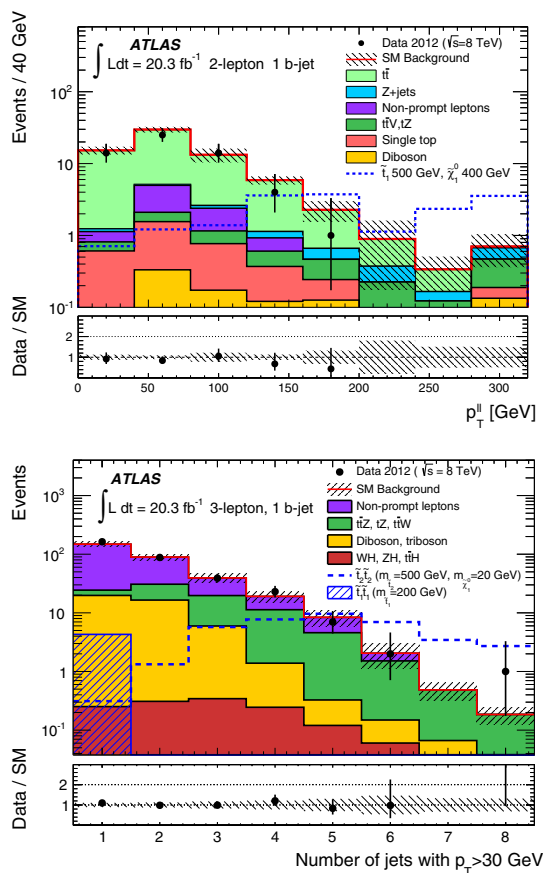 ATLAS
∫ Ldt = 20.3 fb⁻¹ 2-lepton 1 b-jet
Data 2012 (√s=8 TeV)
SM Background
tt̄
Z+jets
Non-prompt leptons
tt̄V,tZ
Single top
Diboson
t̃₁ 500 GeV, χ̃₁⁰ 400 GeV
Events / 40 GeV
10²
10
1
10⁻¹
Data / SM
2
1
0 50 100 150 200 250 300
p_T^ll [GeV]
ATLAS
∫ L dt = 20.3 fb⁻¹ 3-lepton, 1 b-jet
Data 2012 (√s = 8 TeV)
SM Background
Non-prompt leptons
tt̄Z, tZ, tt̄W
Diboson, triboson
WH, ZH, tt̄H
t̃₂t̃₂ (m_t̃₂=500 GeV, m_χ̃₁⁰=20 GeV)
t̃₁t̃₁ (m_t̃₁=200 GeV)
Events
10³
10²
10
1
10⁻¹
Data / SM
2
1
1 2 3 4 5 6 7 8
Number of jets with p_T>30 GeV